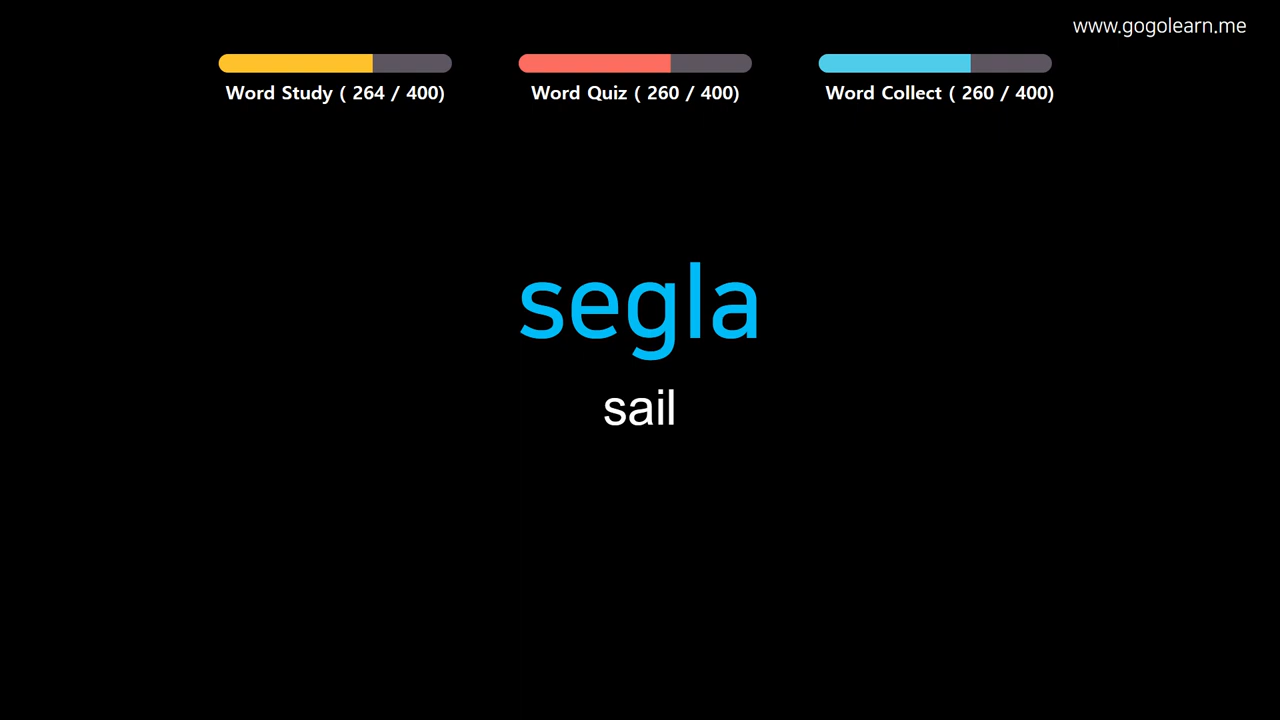 www.gogolearn.me
Word Study ( 264 / 400)
Word Quiz ( 260 / 400)
Word Collect ( 260 / 400)
segla
sail